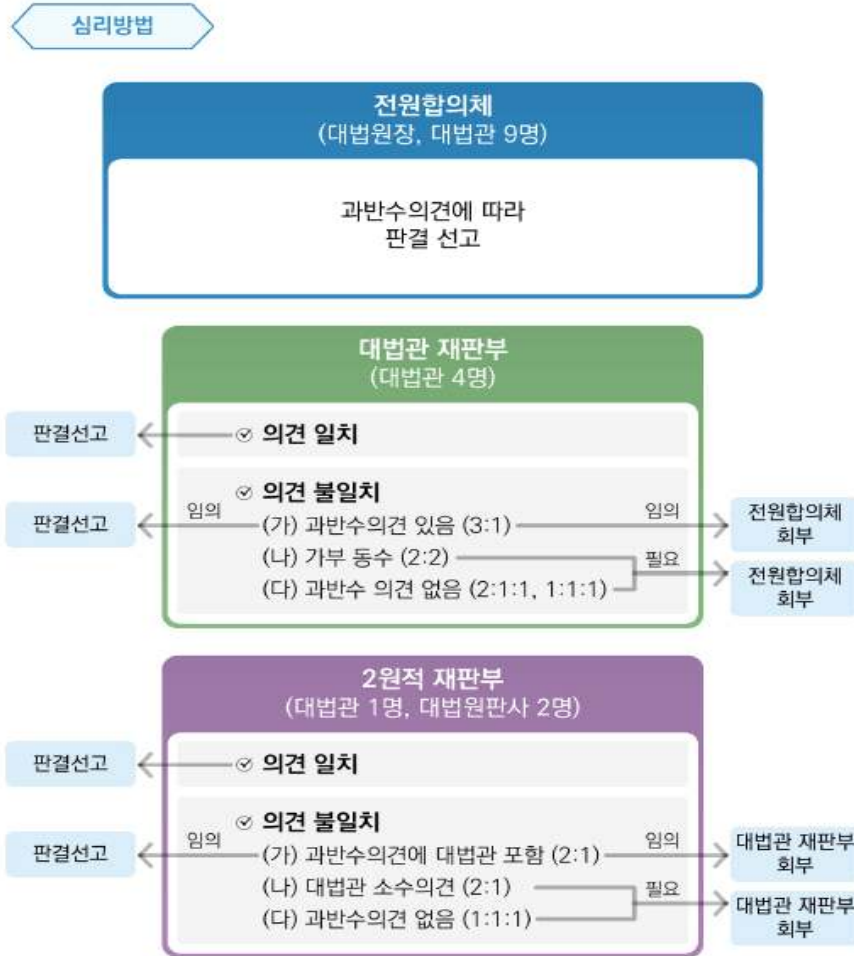 심리방법
전원합의체
(대법원장, 대법관 9명)
과반수의견에 따라
판결 선고
대법관 재판부
(대법관 4명)
판결선고
의견 일치
의견 불일치
판결선고
임의
(가) 과반수의견 있음 (3:1)
임의
전원합의체
회부
(나) 가부 동수 (2:2)
필요
(다) 과반수 의견 없음 (2:1:1, 1:1:1)
전원합의체
회부
2원적 재판부
(대법관 1명, 대법원판사 2명)
판결선고
의견 일치
의견 불일치
판결선고
임의
(가) 과반수의견에 대법관 포함 (2:1)
임의
대법관 재판부
회부
(나) 대법관 소수의견 (2:1)
필요
(다) 과반수의견 없음 (1:1:1)
대법관 재판부
회부